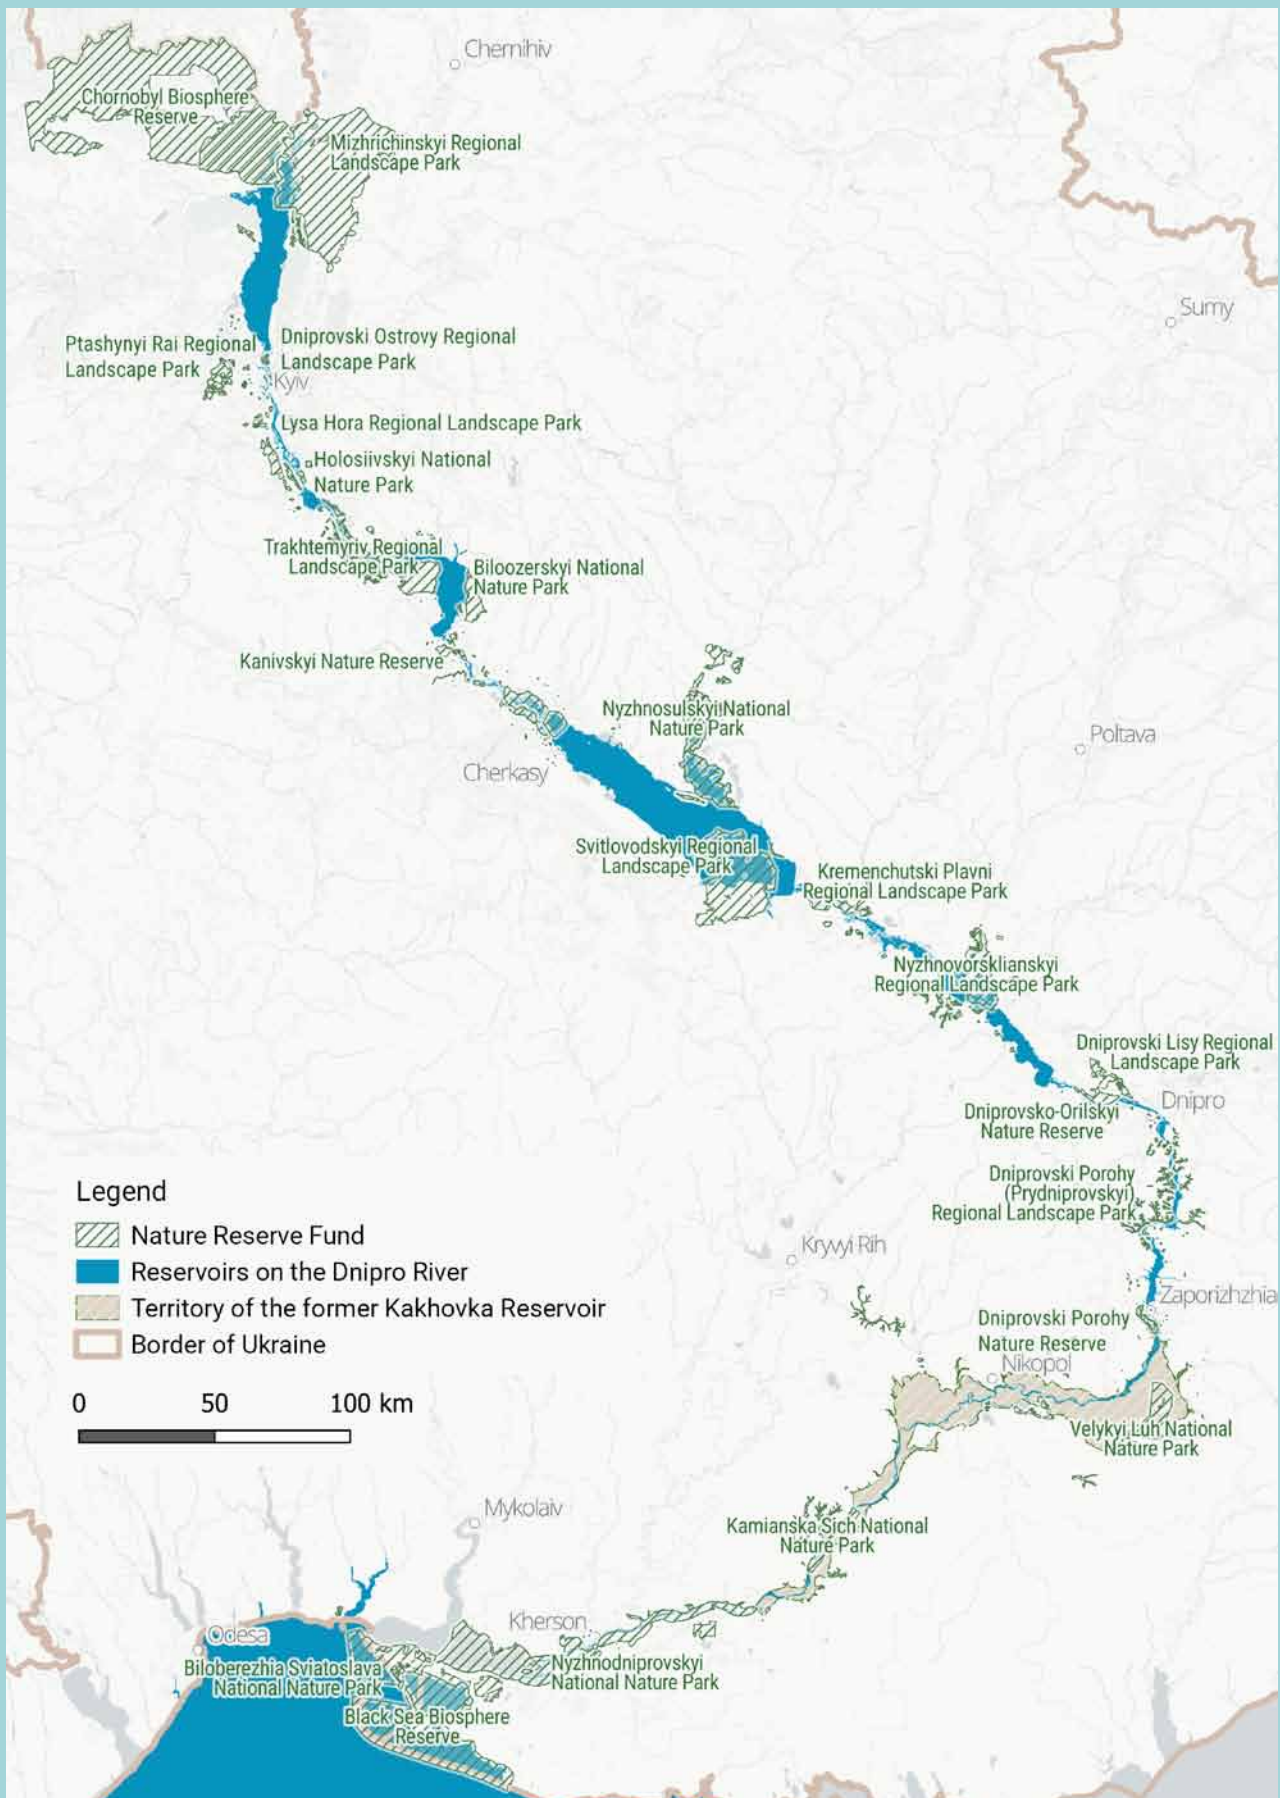 Chernihiv
Chornobyl Biosphere
Reserve
Mizhrichinskyi Regional
Landscape Park
Sumy
Ptashynyi Rai Regional
Landscape Park
Dniprovski Ostrovy Regional
Landscape Park
Kyiv
Lysa Hora Regional Landscape Park
Holosiivskyi National
Nature Park
Trakhtemyriv Regional
Landscape Park
Biloozerskyi National
Nature Park
Kanivskyi Nature Reserve
Nyzhnosulskyi National
Nature Park
Poltava
Cherkasy
Svitlovodskyi Regional
Landscape Park
Kremenchutski Plavni
Regional Landscape Park
Nyzhnovorsklianskyi
Regional Landscape Park
Dniprovski Lisy Regional
Landscape Park
Dnipro
Dniprovsko-Orilskyi
Nature Reserve
Dniprovski Porohy
(Prydniprovskyi)
Regional Landscape Park
Legend
Nature Reserve Fund
Reservoirs on the Dnipro River
Territory of the former Kakhovka Reservoir
Border of Ukraine
0 50 100 km
Kryvyi Rih
Zaporizhzhia
Dniprovski Porohy
Nature Reserve
Nikopol
Velykyi Luh National
Nature Park
Mykolaiv
Kamianska Sich National
Nature Park
Kherson
Odesa
Biloberezhia Sviatoslava
National Nature Park
Nyzhnodniprovskyi
National Nature Park
Black Sea Biosphere
Reserve